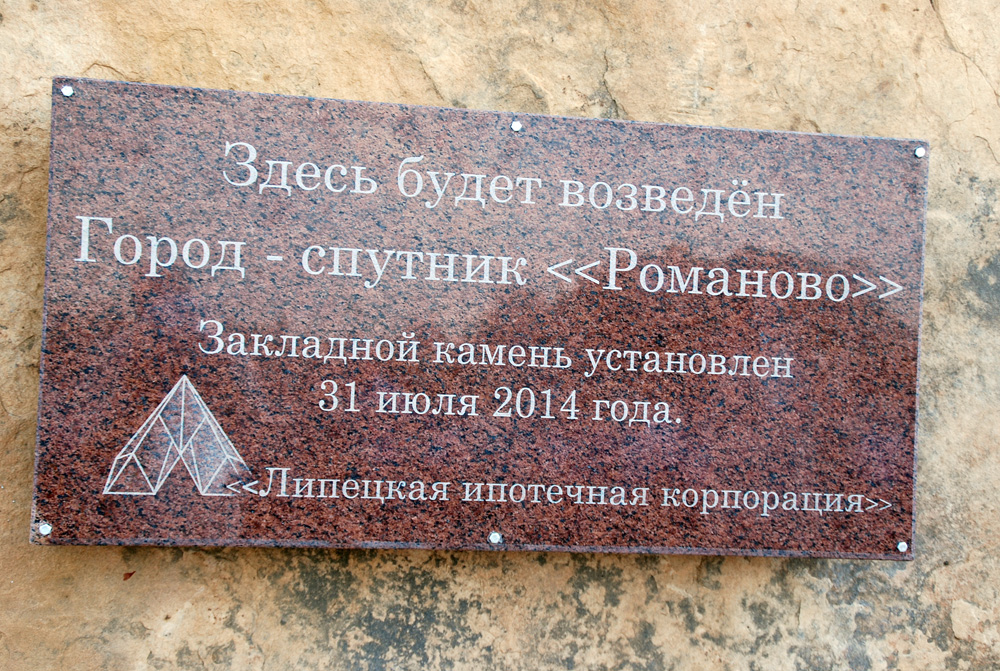 Здесь будет возведён
Город - спутник <<Романово>>
Закладной камень установлен
31 июля 2014 года.
<<Липецкая ипотечная корпорация>>